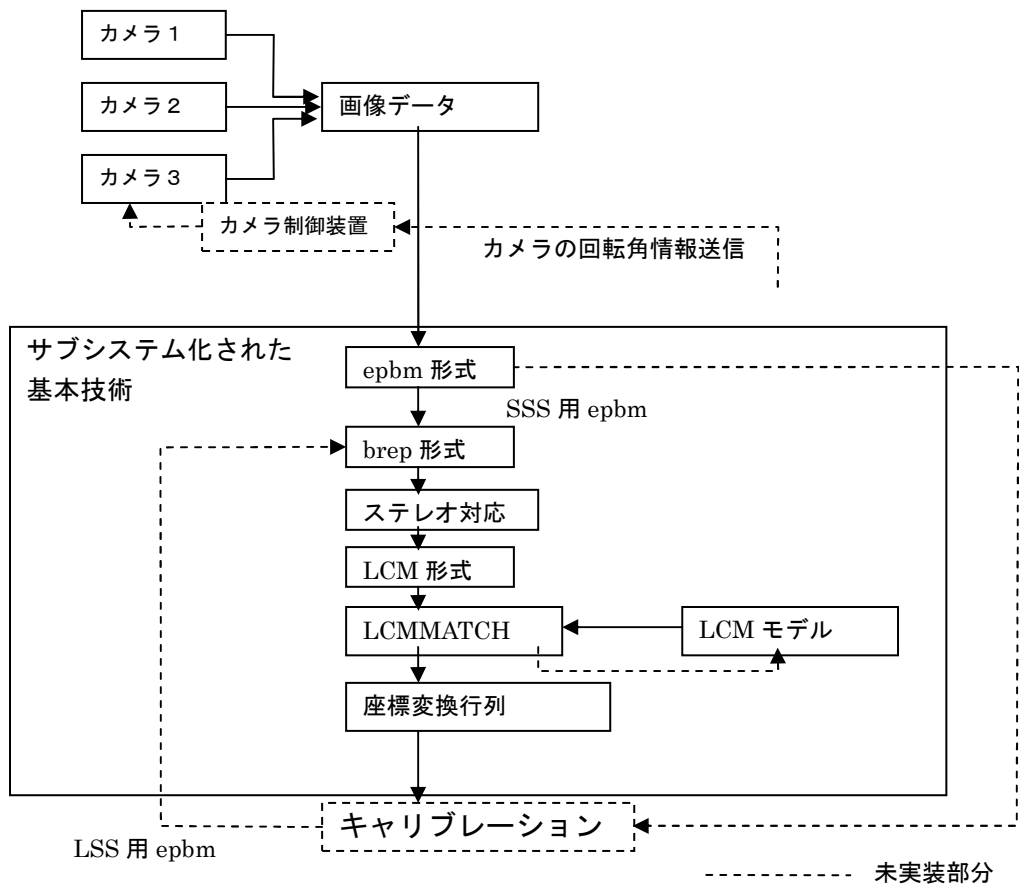 カメラ１
カメラ２
画像データ
カメラ３
カメラ制御装置
カメラの回転角情報送信
サブシステム化された
基本技術
epbm 形式
SSS 用 epbm
brep 形式
ステレオ対応
LCM 形式
LCMMATCH
LCM モデル
座標変換行列
キャリブレーション
LSS 用 epbm
未実装部分